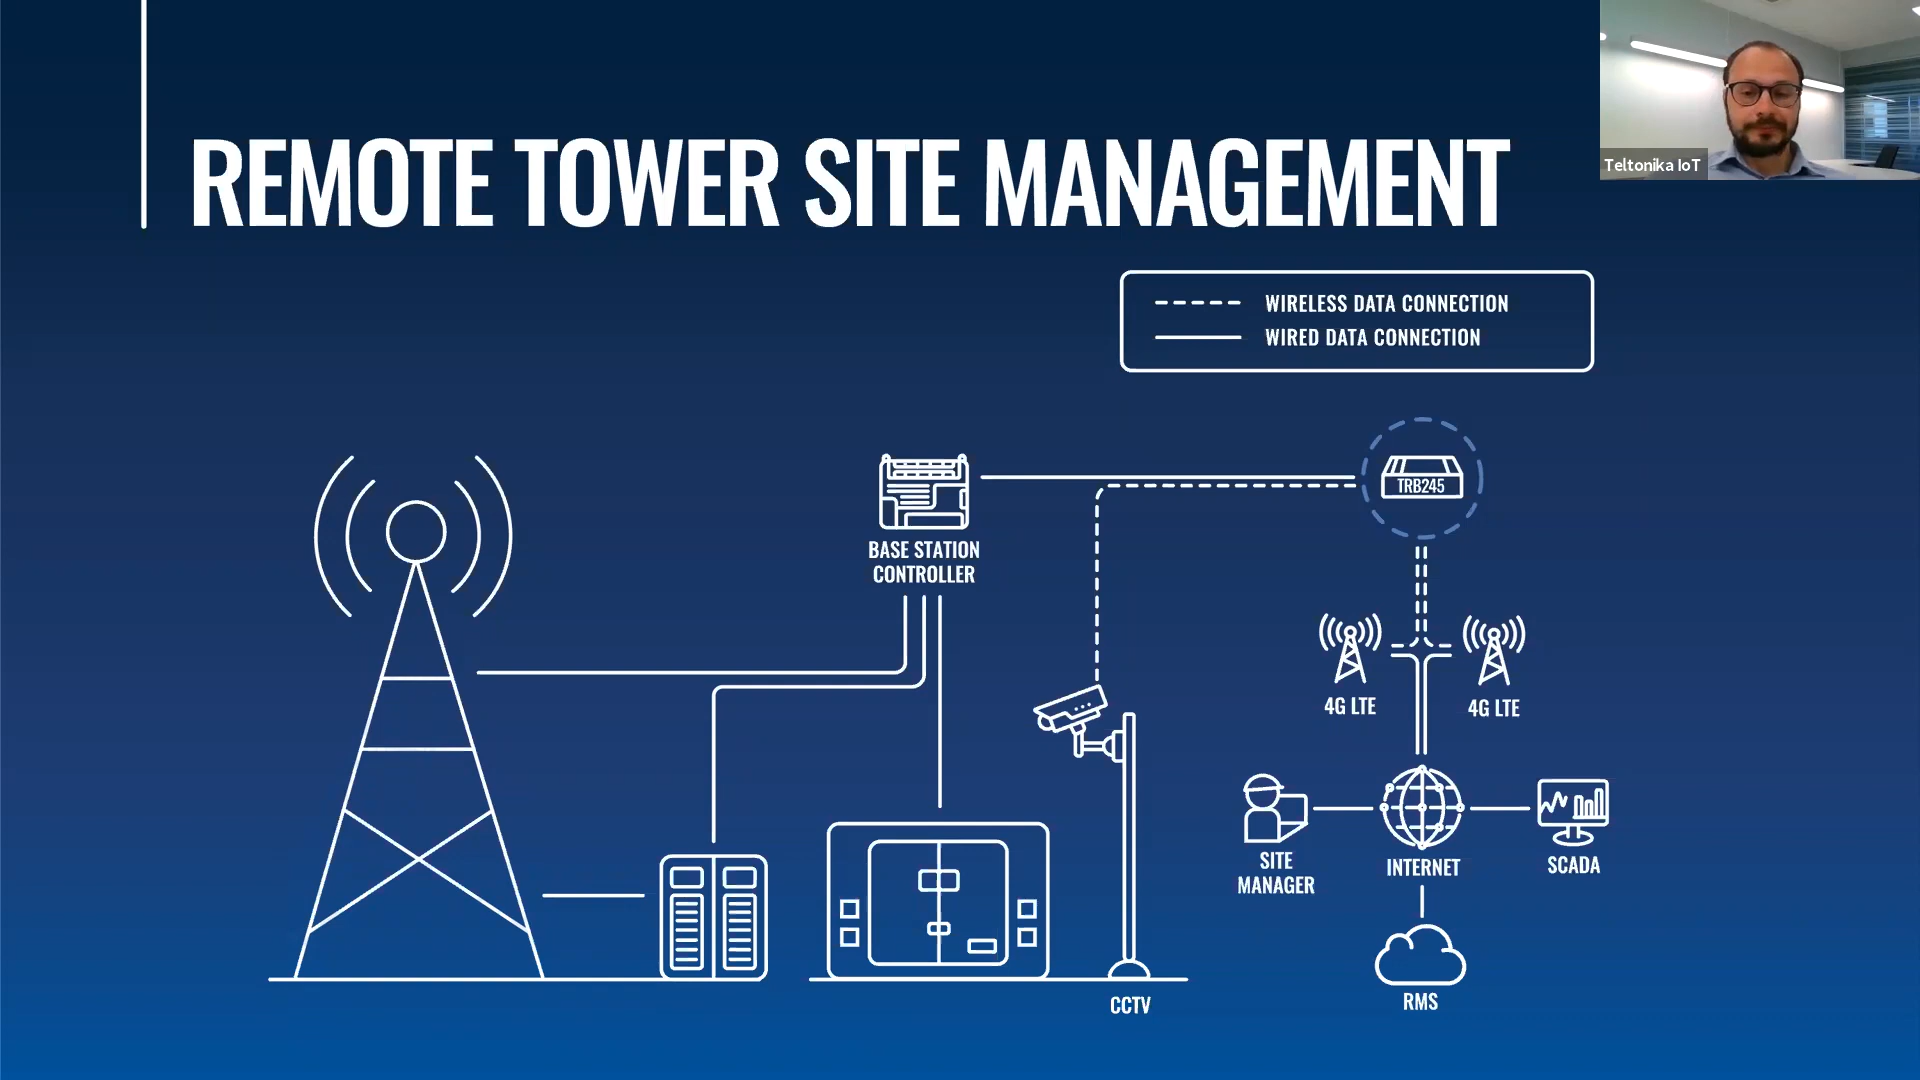 REMOTE TOWER SITE MANAGEMENT
Teltonika IoT
WIRELESS DATA CONNECTION
WIRED DATA CONNECTION
TRB245
BASE STATION
CONTROLLER
4G LTE
4G LTE
SITE
MANAGER
INTERNET
SCADA
CCTV
RMS